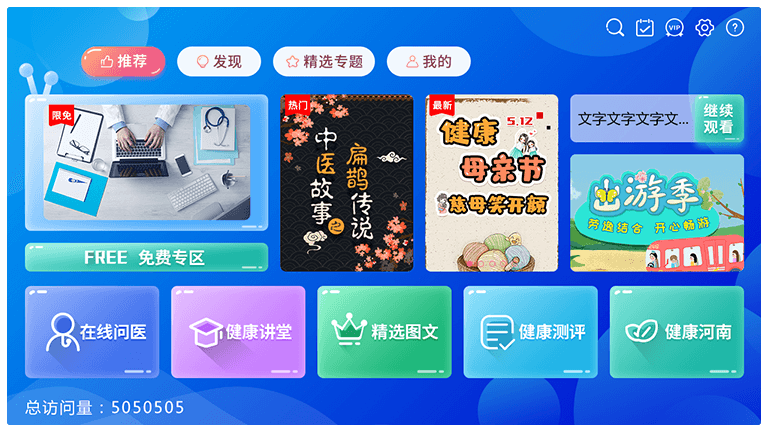 VIP
?
推荐
发现
精选专题
我的
限免
热门
中医故事之
扁鹊传说
最新
5.12
健康
母亲节
慈母笑开颜
文字文字文字文...
继续
观看
出游季
劳逸结合 开心畅游
FREE 免费专区
在线问医
健康讲堂
精选图文
健康测评
健康河南
总访问量：5050505